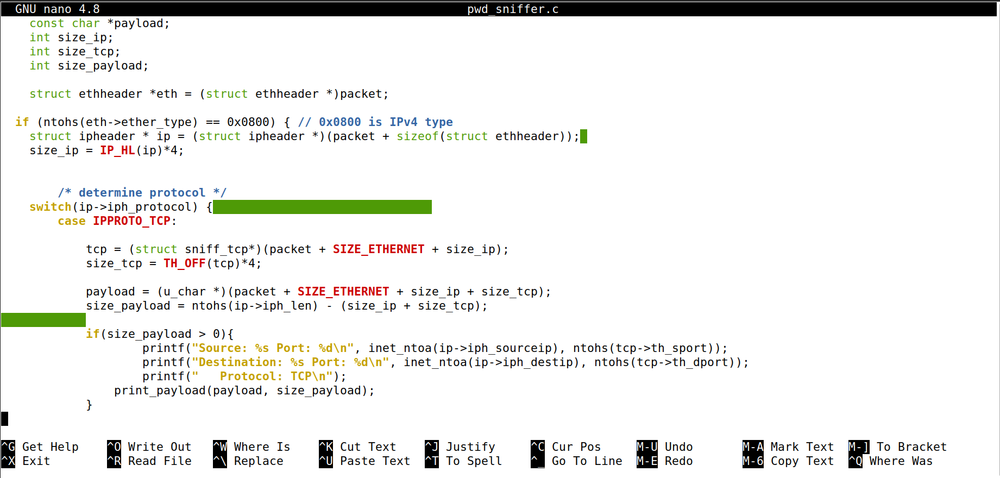 GNU nano 4.8 pwd_sniffer.c
const char *payload;
int size_ip;
int size_tcp;
int size_payload;
struct ethheader *eth = (struct ethheader *)packet;
if (ntohs(eth->ether_type) == 0x0800) { // 0x0800 is IPv4 type
struct ipheader * ip = (struct ipheader *)(packet + sizeof(struct ethheader));
size_ip = IP_HL(ip)*4;
/* determine protocol */
switch(ip->iph_protocol) {
case IPPROTO_TCP:
tcp = (struct sniff_tcp*)(packet + SIZE_ETHERNET + size_ip);
size_tcp = TH_OFF(tcp)*4;
payload = (u_char *)(packet + SIZE_ETHERNET + size_ip + size_tcp);
size_payload = ntohs(ip->iph_len) - (size_ip + size_tcp);
if(size_payload > 0){
printf("Source: %s Port: %d\n", inet_ntoa(ip->iph_sourceip), ntohs(tcp->th_sport));
printf("Destination: %s Port: %d\n", inet_ntoa(ip->iph_destip), ntohs(tcp->th_dport));
printf("   Protocol: TCP\n");
print_payload(payload, size_payload);
}
^G Get Help ^O Write Out ^W Where Is ^K Cut Text ^J Justify ^C Cur Pos M-U Undo M-A Mark Text M-] To Bracket
^X Exit ^R Read File ^\ Replace ^U Paste Text ^T To Spell ^_ Go To Line M-E Redo M-6 Copy Text ^Q Where Was